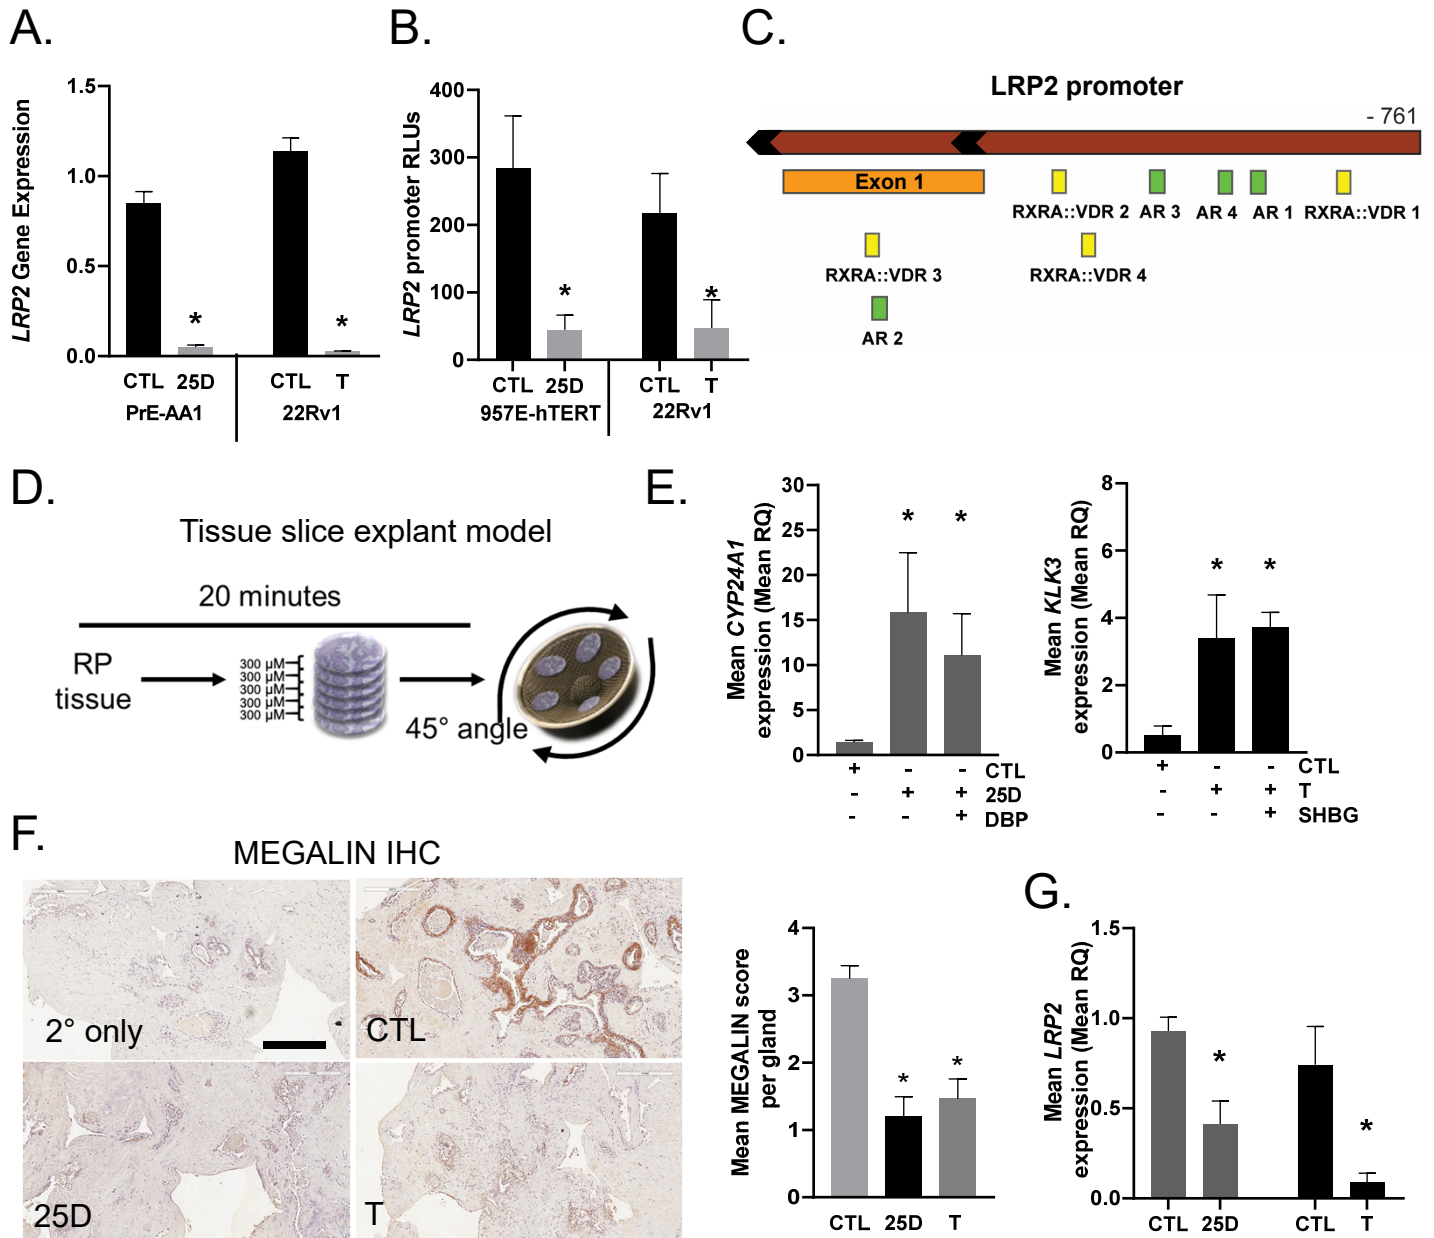 A.
LRP2 Gene Expression
1.5
1.0
0.5
0.0
*
*
CTL 25D CTL T
PrE-AA1 22Rv1
B.
LRP2 promoter RLUs
400
300
200
100
0
*
*
CTL 25D CTL T
957E-hTERT 22Rv1
C.
LRP2 promoter
- 761
Exon 1
RXRA::VDR 2 AR 3 AR 4 AR 1 RXRA::VDR 1
RXRA::VDR 3 RXRA::VDR 4
AR 2
D.
Tissue slice explant model
20 minutes
RP
tissue
300 µM
300 µM
300 µM
300 µM
300 µM
45° angle
E.
Mean CYP24A1
expression (Mean RQ)
30
25
20
15
10
5
0
* *
+ - - CTL
- + + 25D
- - + DBP
Mean KLK3
expression (Mean RQ)
8
6
4
2
0
* *
+ - - CTL
- + + T
- - + SHBG
F.
MEGALIN IHC
2° only
CTL
25D
T
Mean MEGALIN score
per gland
4
3
2
1
0
* *
CTL 25D T
G.
Mean LRP2
expression (Mean RQ)
1.5
1.0
0.5
0.0
*
*
CTL 25D CTL T